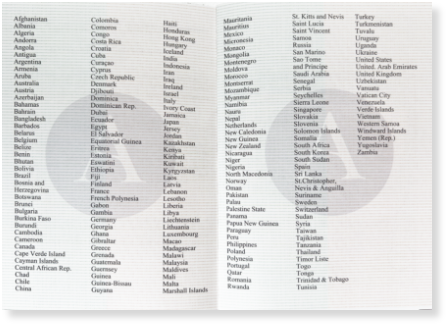 Afghanistan
Albania
Algeria
Andorra
Angola
Antigua
Argentina
Armenia
Aruba
Australia
Austria
Azerbaijan
Bahamas
Bahrain
Bangladesh
Barbados
Belarus
Belgium
Belize
Benin
Bhutan
Bolivia
Brazil
Bosnia and
Herzegovina
Botswana
Brunei
Bulgaria
Burkina Faso
Burundi
Cambodia
Cameroon
Canada
Cape Verde Island
Cayman Islands
Central African Rep.
Chad
Chile
China
Colombia
Comoros
Congo
Costa Rica
Croatia
Cuba
Curaçao
Cyprus
Czech Republic
Denmark
Djibouti
Dominica
Dominican Rep.
Dubai
Ecuador
Egypt
El Salvador
Equatorial Guinea
Eritrea
Estonia
Eswatini
Ethiopia
Fiji
France
French Polynesia
Gabon
Gambia
Germany
Georgia
Ghana
Gibraltar
Greece
Grenada
Guatemala
Guernsey
Guinea
Guinea-Bissau
Guyana
Haiti
Honduras
Hong Kong
Hungary
Iceland
India
Indonesia
Iran
Iraq
Ireland
Israel
Italy
Ivory Coast
Jamaica
Japan
Jersey
Jordan
Kazakhstan
Kenya
Kiribati
Kuwait
Kyrgyzstan
Laos
Latvia
Lebanon
Lesotho
Liberia
Libya
Liechtenstein
Lithuania
Luxembourg
Macao
Madagascar
Malawi
Malaysia
Maldives
Mali
Malta
Marshall Islands
Mauritania
Mauritius
Mexico
Micronesia
Monaco
Mongolia
Montenegro
Moldova
Morocco
Montserrat
Mozambique
Myanmar
Namibia
Nauru
Nepal
Netherlands
New Caledonia
New Guinea
New Zealand
Nicaragua
Niger
Nigeria
North Macedonia
Norway
Oman
Pakistan
Palau
Palestine State
Panama
Papua New Guinea
Paraguay
Peru
Philippines
Poland
Polynesia
Portugal
Qatar
Romania
Rwanda
St. Kitts and Nevis
Saint Lucia
Saint Vincent
Samoa
Russia
San Marino
Sao Tome
and Principe
Saudi Arabia
Senegal
Serbia
Seychelles
Sierra Leone
Singapore
Slovakia
Slovenia
Solomon Islands
Somalia
South Africa
South Korea
South Sudan
Spain
Sri Lanka
St.Christopher,
Nevis & Anguilla
Suriname
Sweden
Switzerland
Sudan
Syria
Taiwan
Tajikistan
Tanzania
Thailand
Timor Liste
Togo
Tonga
Trinidad & Tobago
Tunisia
Turkey
Turkmenistan
Tuvalu
Uruguay
Uganda
Ukraine
United States
United. Arab Emirates
United Kingdom
Uzbekistan
Vanuatu
Vatican City
Venezuela
Verde Islands
Vietnam
Western Samoa
Windward Islands
Yemen (Rep.)
Yugoslavia
Zambia